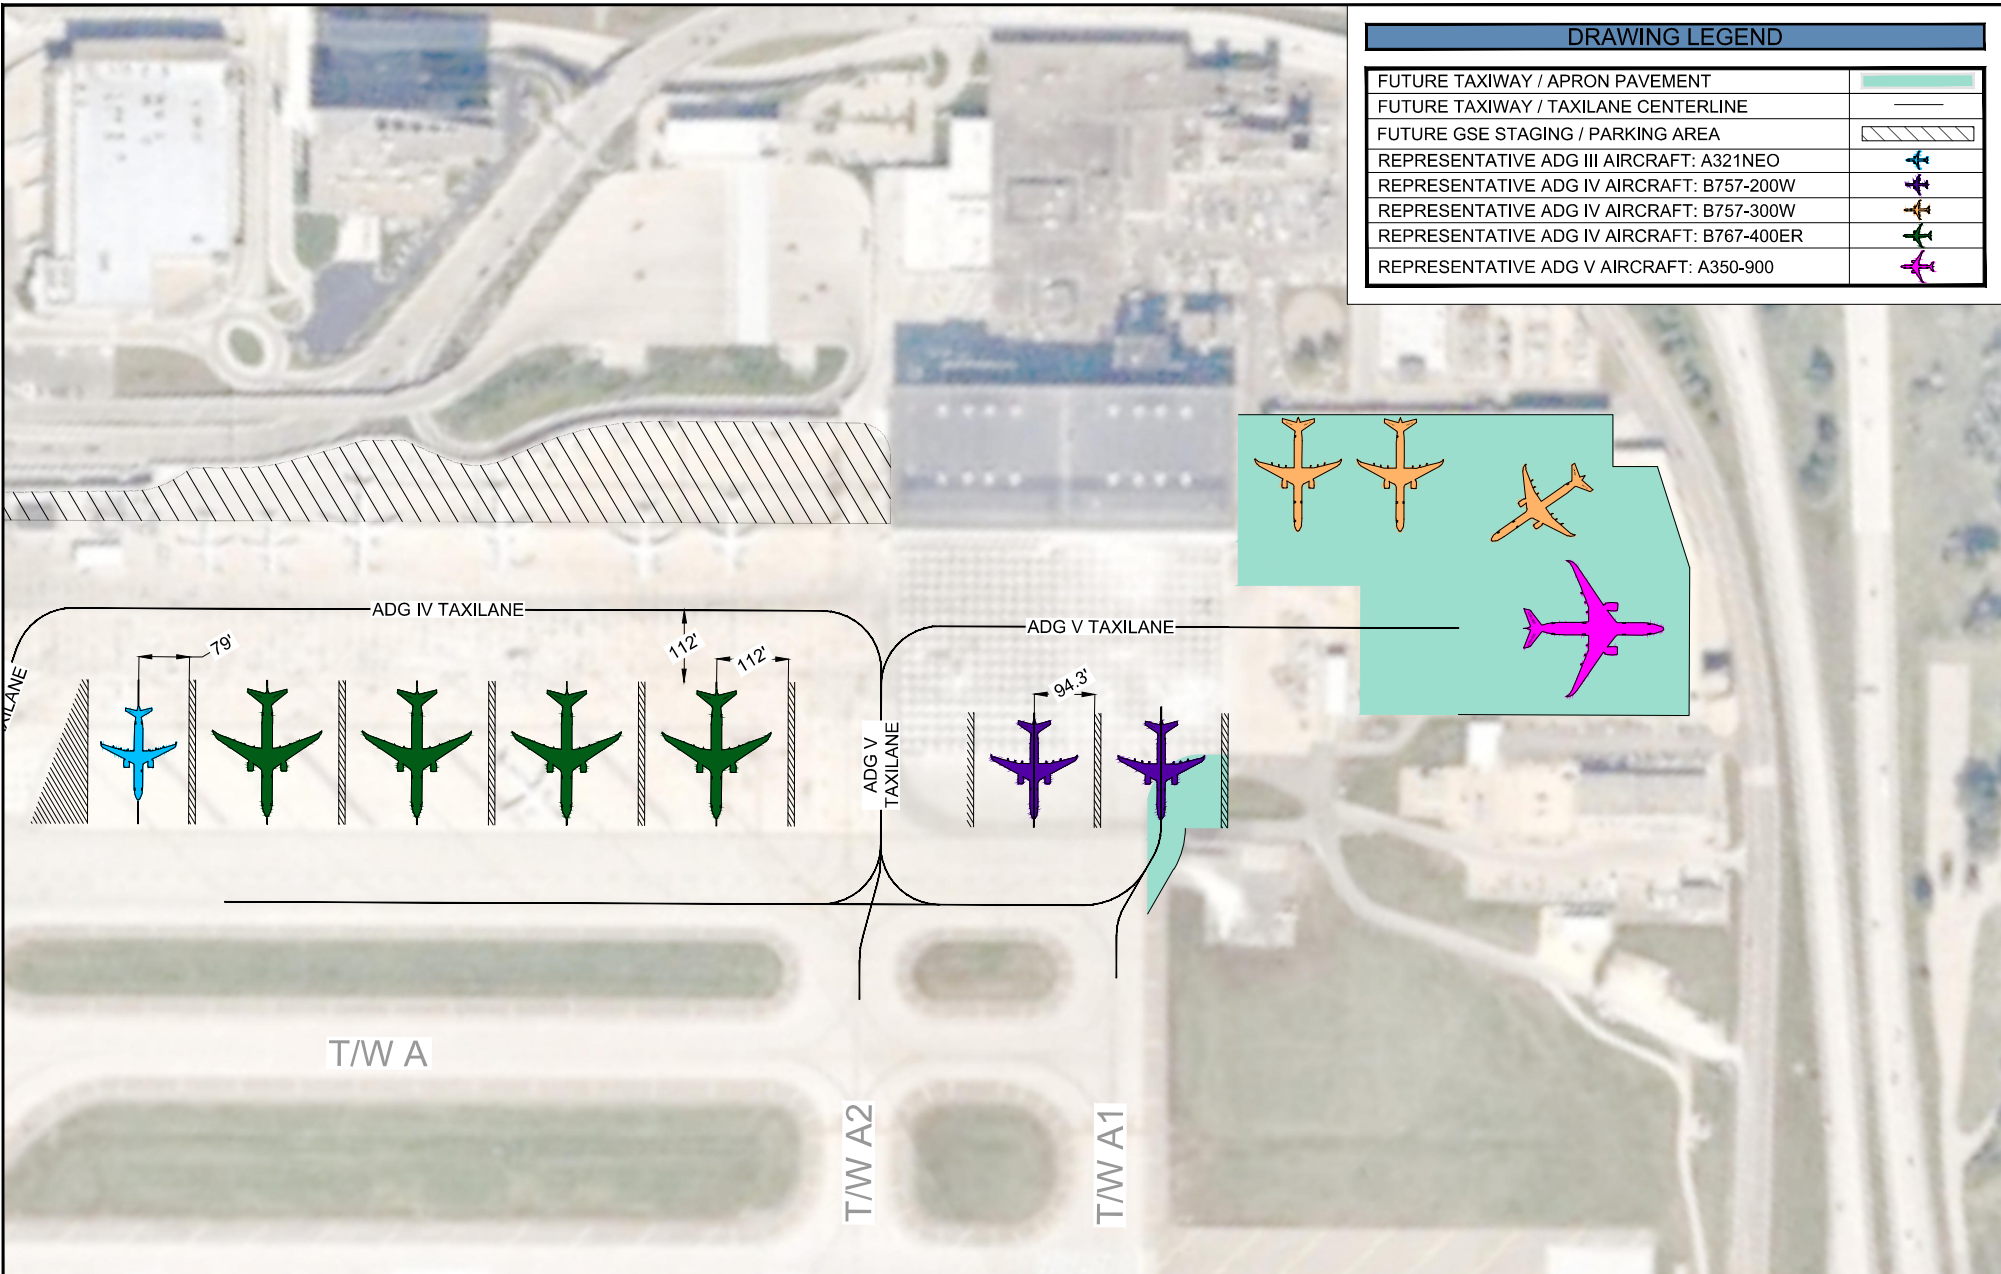 DRAWING LEGEND
FUTURE TAXIWAY / APRON PAVEMENT
FUTURE TAXIWAY / TAXILANE CENTERLINE
FUTURE GSE STAGING / PARKING AREA
REPRESENTATIVE ADG III AIRCRAFT: A321NEO
REPRESENTATIVE ADG IV AIRCRAFT: B757-200W
REPRESENTATIVE ADG IV AIRCRAFT: B757-300W
REPRESENTATIVE ADG IV AIRCRAFT: B767-400ER
REPRESENTATIVE ADG V AIRCRAFT: A350-900
ADG IV TAXILANE
ADG V TAXILANE
79'
112'
112'
94.3'
ADG V
TAXILANE
T/W A
T/W A2
T/W A1